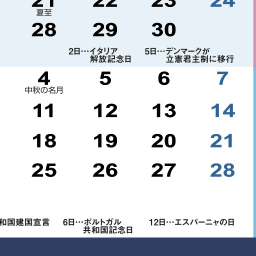 21 22 23 24
夏至
28 29 30
2日…イタリア 5日…デンマークが
解放記念日 立憲君主制に移行
4 5 6 7
中秋の名月
11 12 13 14
18 19 20 21
25 26 27 28
和国建国宣言 6日…ポルトガル 12日…エスパーニャの日
共和国記念日